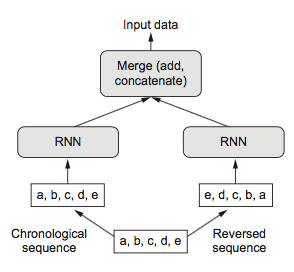 Input data
Merge (add,
concatenate)
RNN
RNN
a, b, c, d, e
e, d, c, b, a
Chronological
sequence
a, b, c, d, e
Reversed
sequence